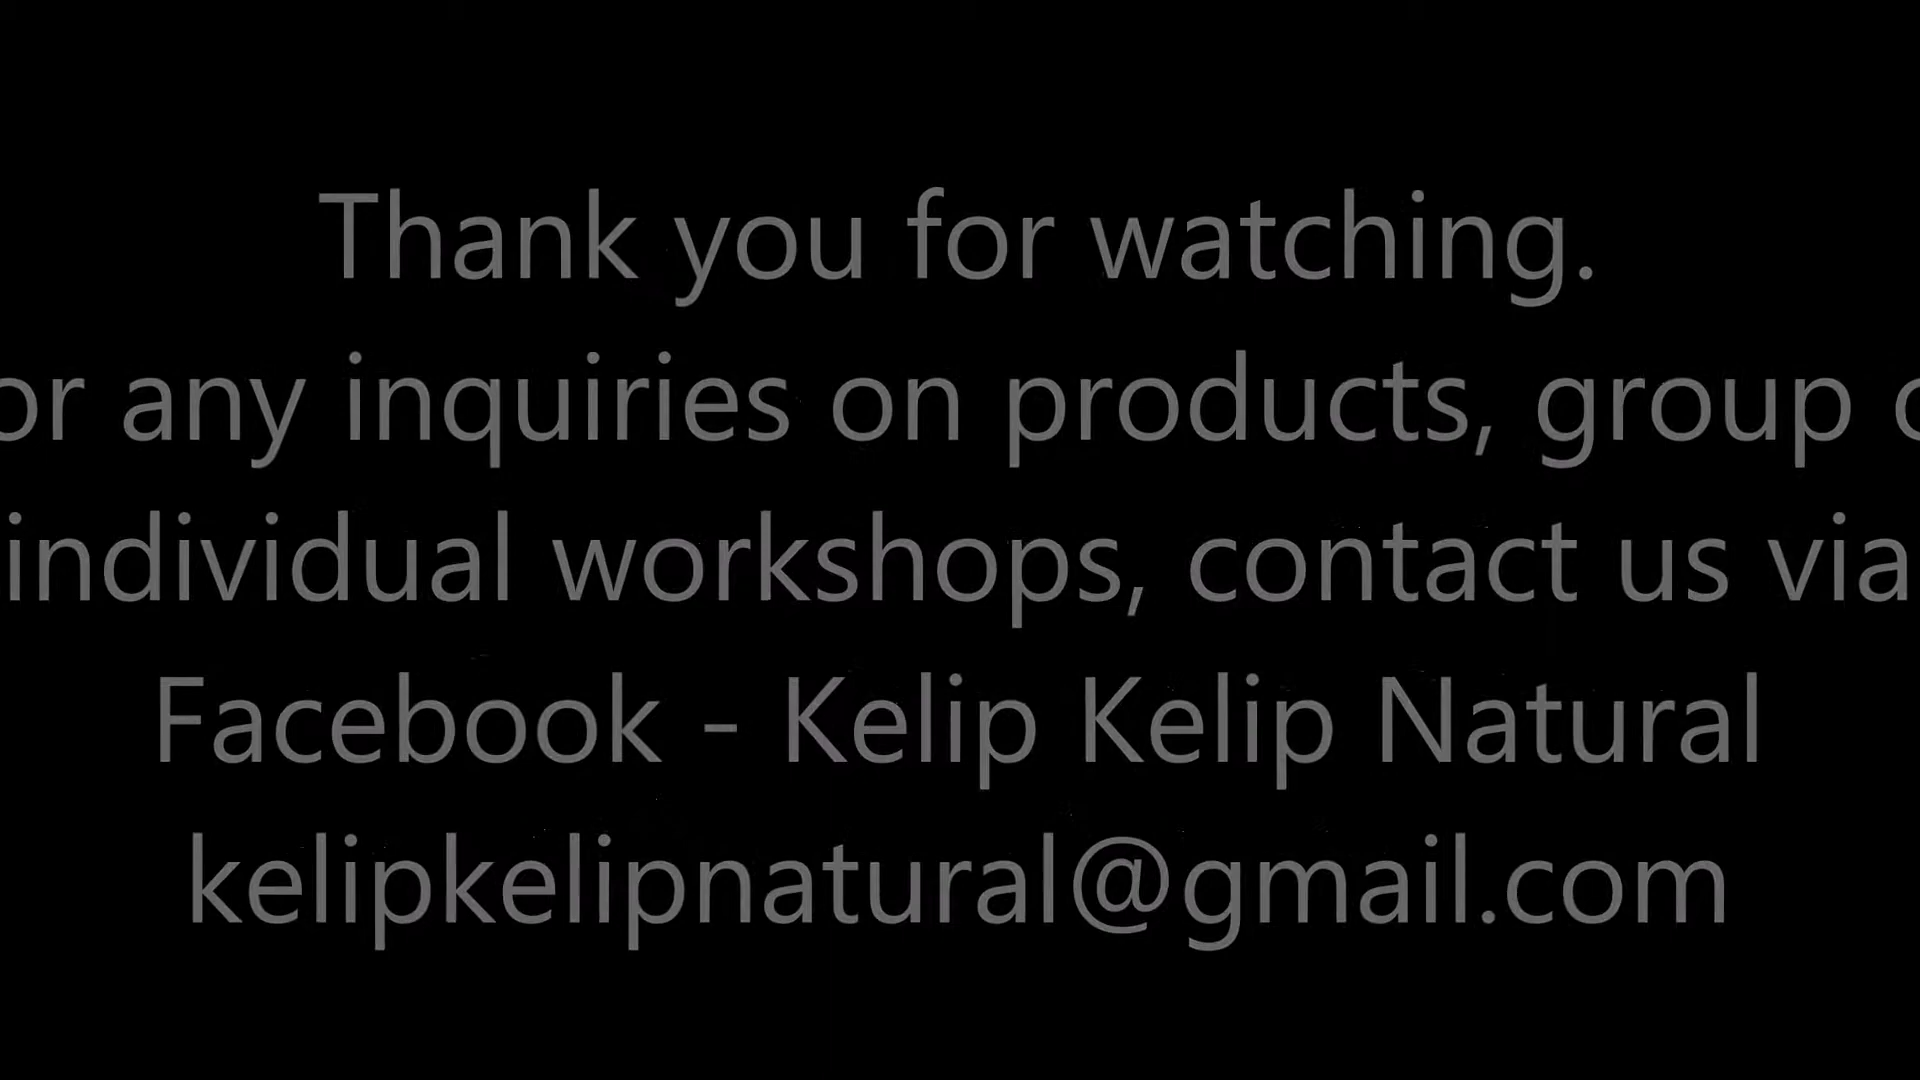 Thank you for watching.
or any inquiries on products, group
individual workshops, contact us via
Facebook - Kelip Kelip Natural
kelipkelipnatural@gmail.com